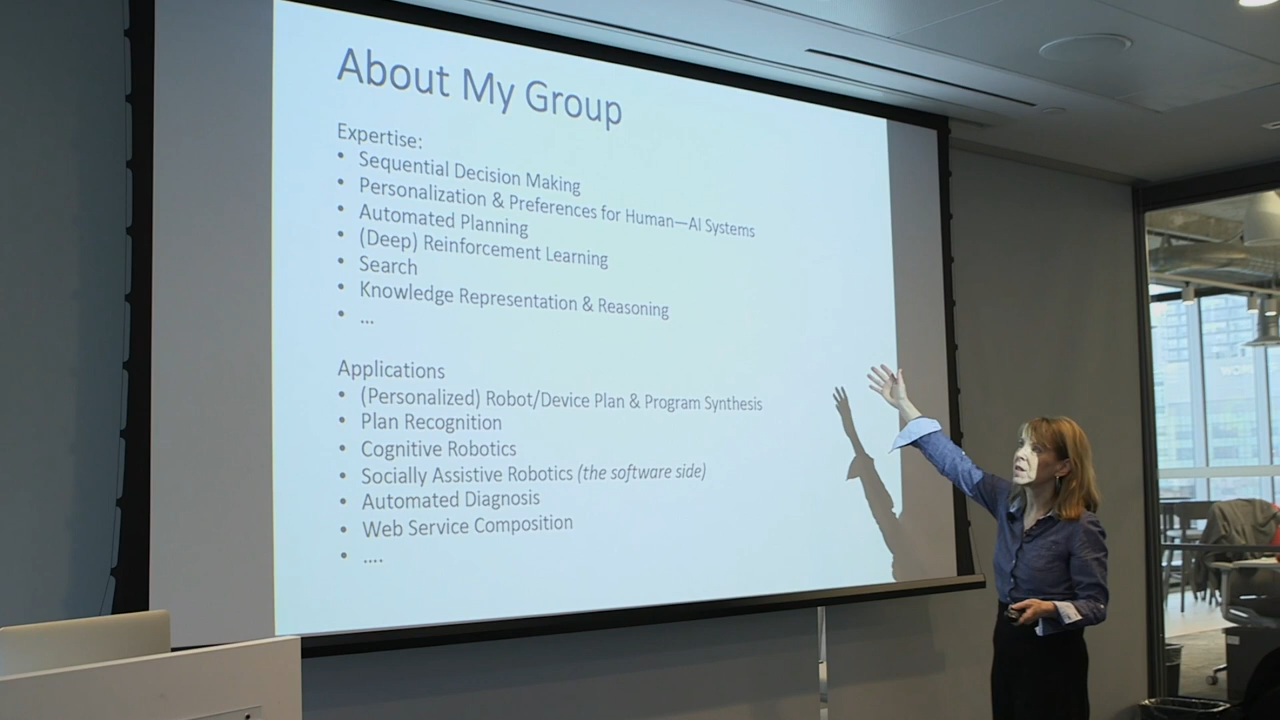 About My Group
Expertise:
• Sequential Decision Making
• Personalization & Preferences for Human—AI Systems
• Automated Planning
• (Deep) Reinforcement Learning
• Search
• Knowledge Representation & Reasoning
• ...
Applications
• (Personalized) Robot/Device Plan & Program Synthesis
• Plan Recognition
• Cognitive Robotics
• Socially Assistive Robotics (the software side)
• Automated Diagnosis
• Web Service Composition
• ....